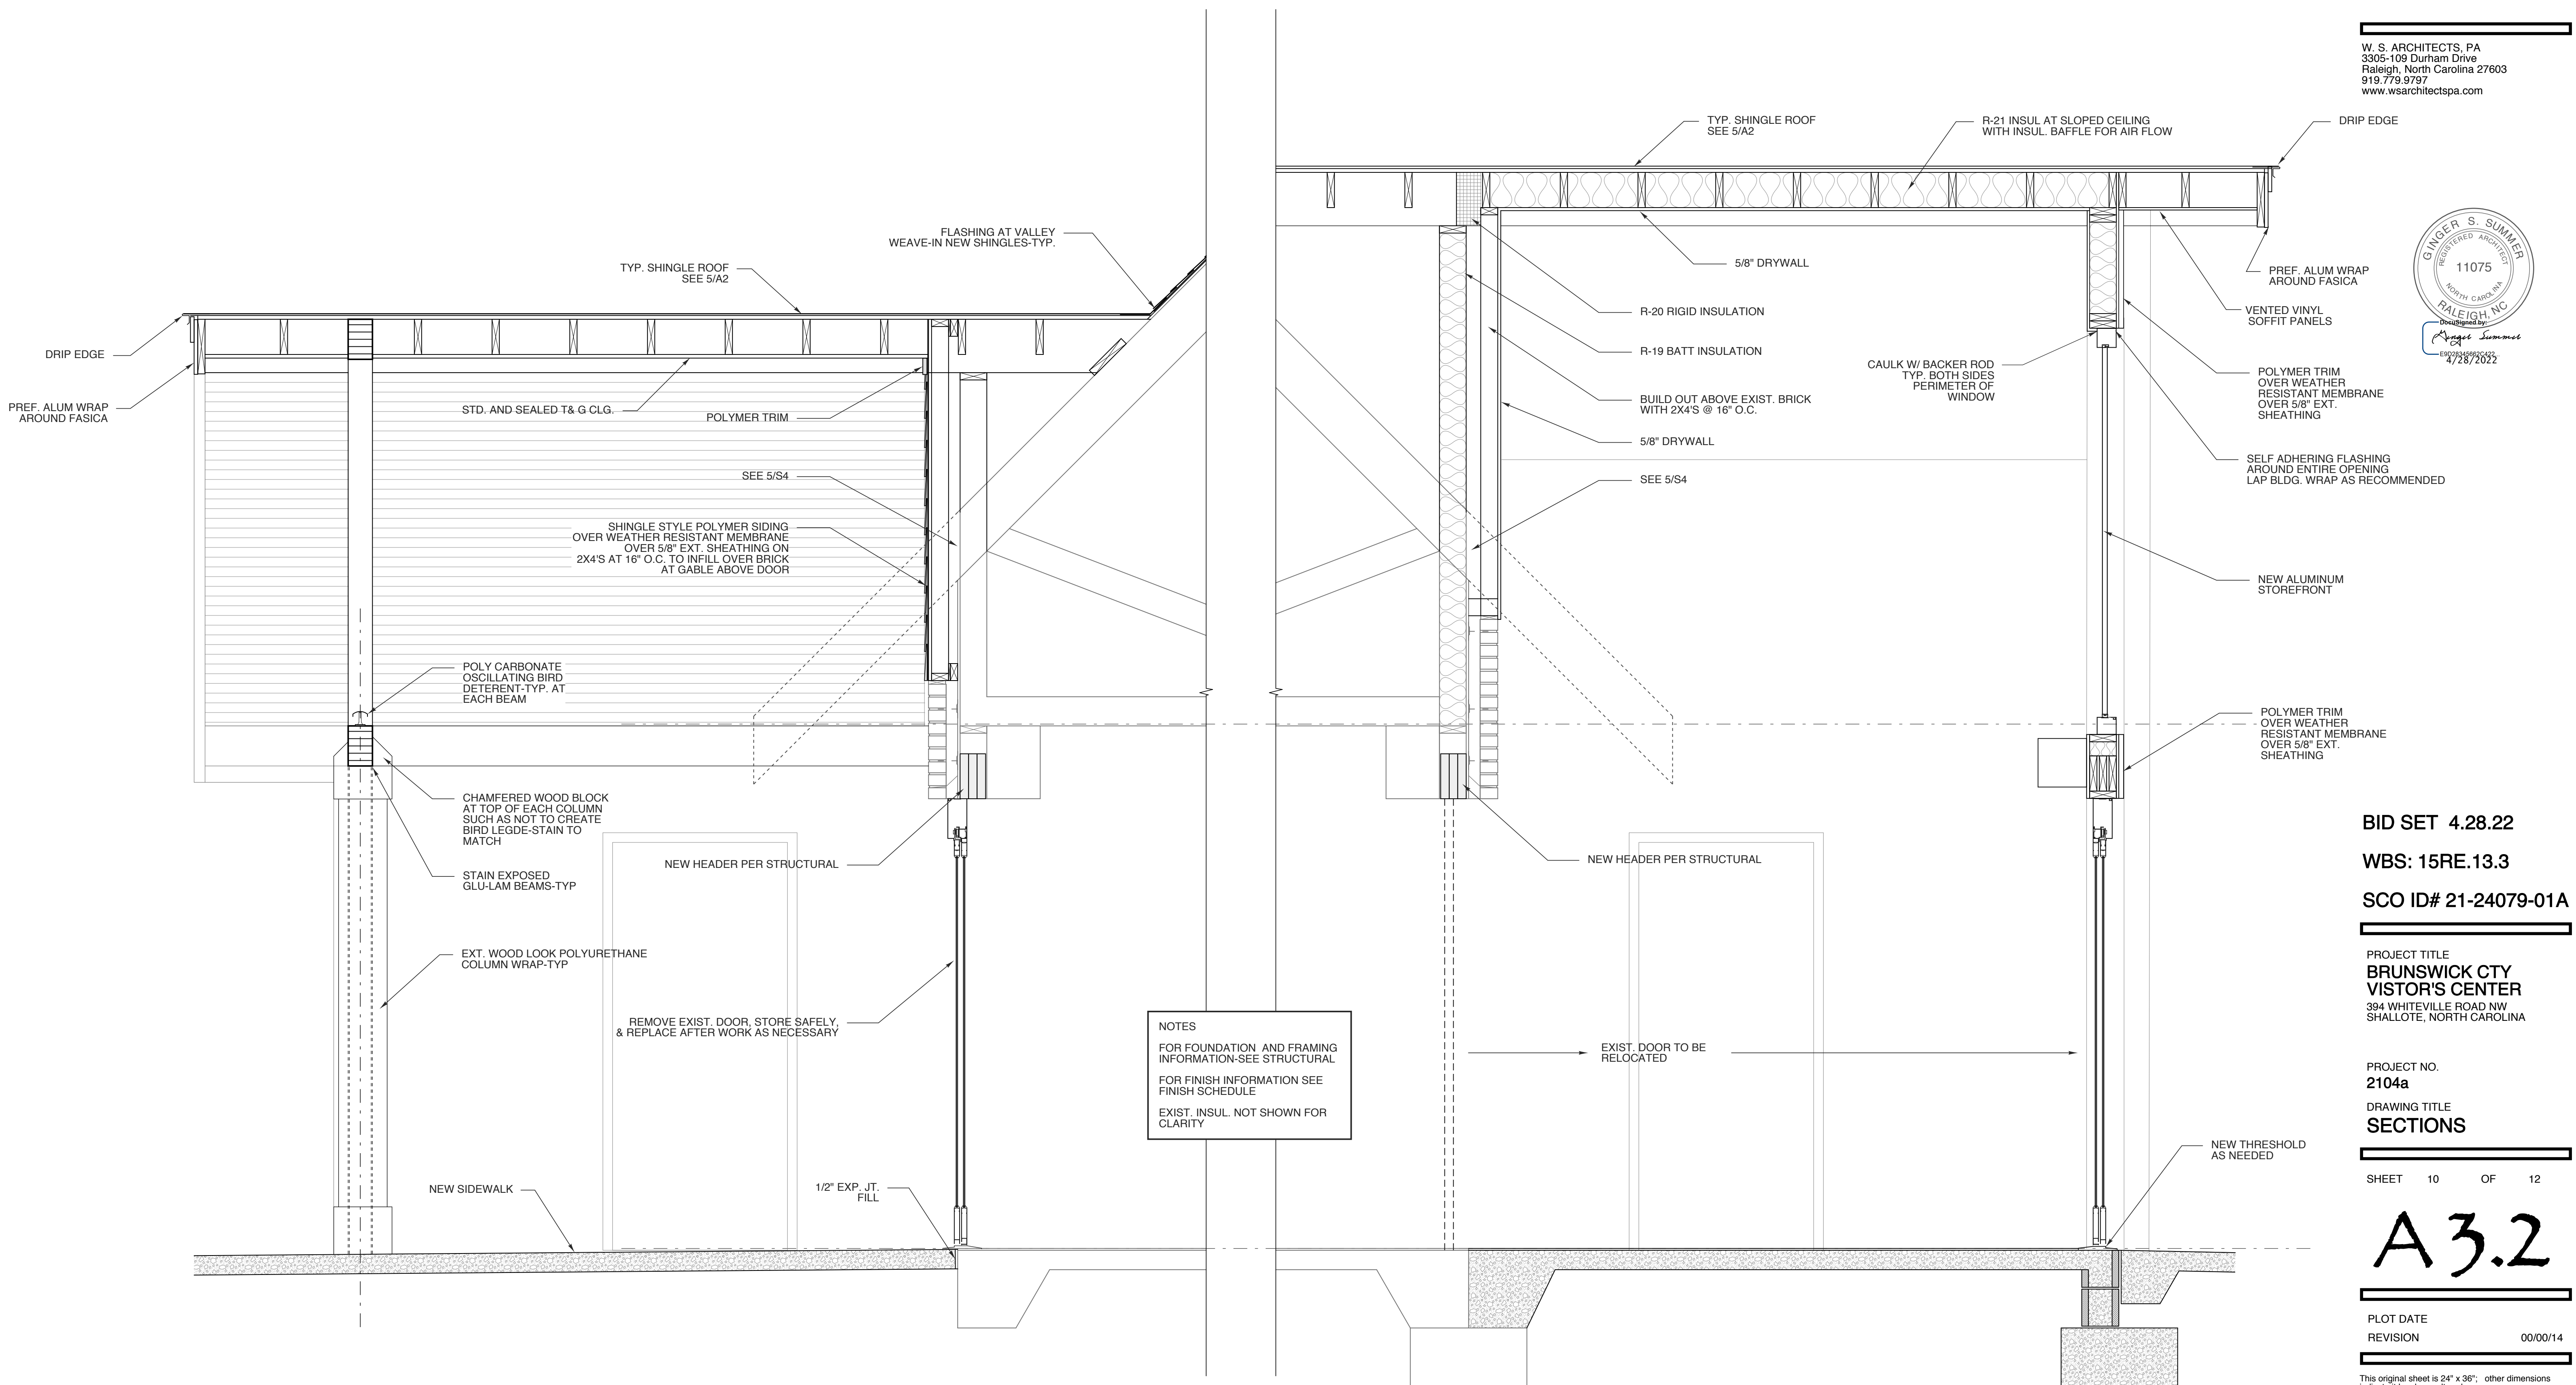 W. S. ARCHITECTS, PA
3305-109 Durham Drive
Raleigh, North Carolina 27603
919.779.9797
www.wsarchitectspa.com
TYP. SHINGLE ROOF
SEE 5/A2
R-21 INSUL AT SLOPED CEILING
WITH INSUL. BAFFLE FOR AIR FLOW
DRIP EDGE
FLASHING AT VALLEY
WEAVE-IN NEW SHINGLES-TYP.
TYP. SHINGLE ROOF
SEE 5/A2
DRIP EDGE
PREF. ALUM WRAP
AROUND FASICA
STD. AND SEALED T& G CLG.
POLYMER TRIM
SEE 5/S4
SHINGLE STYLE POLYMER SIDING
OVER WEATHER RESISTANT MEMBRANE
OVER 5/8" EXT. SHEATHING ON
2X4'S AT 16" O.C. TO INFILL OVER BRICK
AT GABLE ABOVE DOOR
POLY CARBONATE
OSCILLATING BIRD
DETERENT-TYP. AT
EACH BEAM
CHAMFERED WOOD BLOCK
AT TOP OF EACH COLUMN
SUCH AS NOT TO CREATE
BIRD LEGDE-STAIN TO
MATCH
NEW HEADER PER STRUCTURAL
STAIN EXPOSED
GLU-LAM BEAMS-TYP
EXT. WOOD LOOK POLYURETHANE
COLUMN WRAP-TYP
REMOVE EXIST. DOOR, STORE SAFELY,
& REPLACE AFTER WORK AS NECESSARY
NEW SIDEWALK
1/2" EXP. JT.
FILL
NOTES
FOR FOUNDATION AND FRAMING
INFORMATION-SEE STRUCTURAL
FOR FINISH INFORMATION SEE
FINISH SCHEDULE
EXIST. INSUL. NOT SHOWN FOR
CLARITY
5/8" DRYWALL
R-20 RIGID INSULATION
R-19 BATT INSULATION
BUILD OUT ABOVE EXIST. BRICK
WITH 2X4'S @ 16" O.C.
5/8" DRYWALL
SEE 5/S4
NEW HEADER PER STRUCTURAL
EXIST. DOOR TO BE
RELOCATED
CAULK W/ BACKER ROD
TYP. BOTH SIDES
PERIMETER OF
WINDOW
PREF. ALUM WRAP
AROUND FASICA
VENTED VINYL
SOFFIT PANELS
POLYMER TRIM
OVER WEATHER
RESISTANT MEMBRANE
OVER 5/8" EXT.
SHEATHING
SELF ADHERING FLASHING
AROUND ENTIRE OPENING
LAP BLDG. WRAP AS RECOMMENDED
NEW ALUMINUM
STOREFRONT
POLYMER TRIM
OVER WEATHER
RESISTANT MEMBRANE
OVER 5/8" EXT.
SHEATHING
NEW THRESHOLD
AS NEEDED
GINGER S. SUMMER
REGISTERED ARCHITECT
11075
NORTH CAROLINA
RALEIGH, NC
DocuSigned by:
Ginger Summer
E9D28345662C422...
4/28/2022
BID SET 4.28.22
WBS: 15RE.13.3
SCO ID# 21-24079-01A
PROJECT TITLE
BRUNSWICK CTY
VISTOR'S CENTER
394 WHITEVILLE ROAD NW
SHALLOTE, NORTH CAROLINA
PROJECT NO.
2104a
DRAWING TITLE
SECTIONS
SHEET 10 OF 12
A 3.2
PLOT DATE
REVISION 00/00/14
This original sheet is 24" x 36"; other dimensions